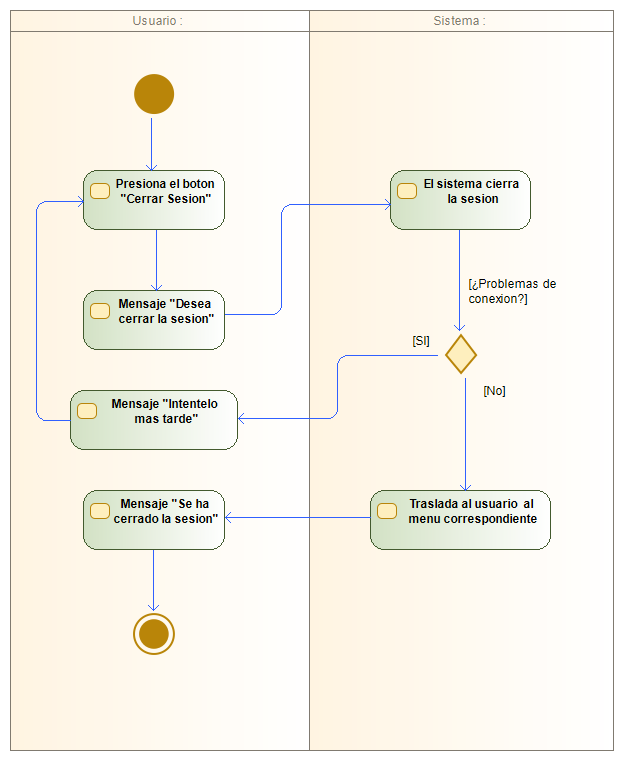 Usuario :
Sistema :
Presiona el boton
"Cerrar Sesion"
El sistema cierra
la sesion
[¿Problemas de
conexion?]
Mensaje "Desea
cerrar la sesion"
[SI]
[No]
Mensaje "Intentelo
mas tarde"
Mensaje "Se ha
cerrado la sesion"
Traslada al usuario al
menu correspondiente